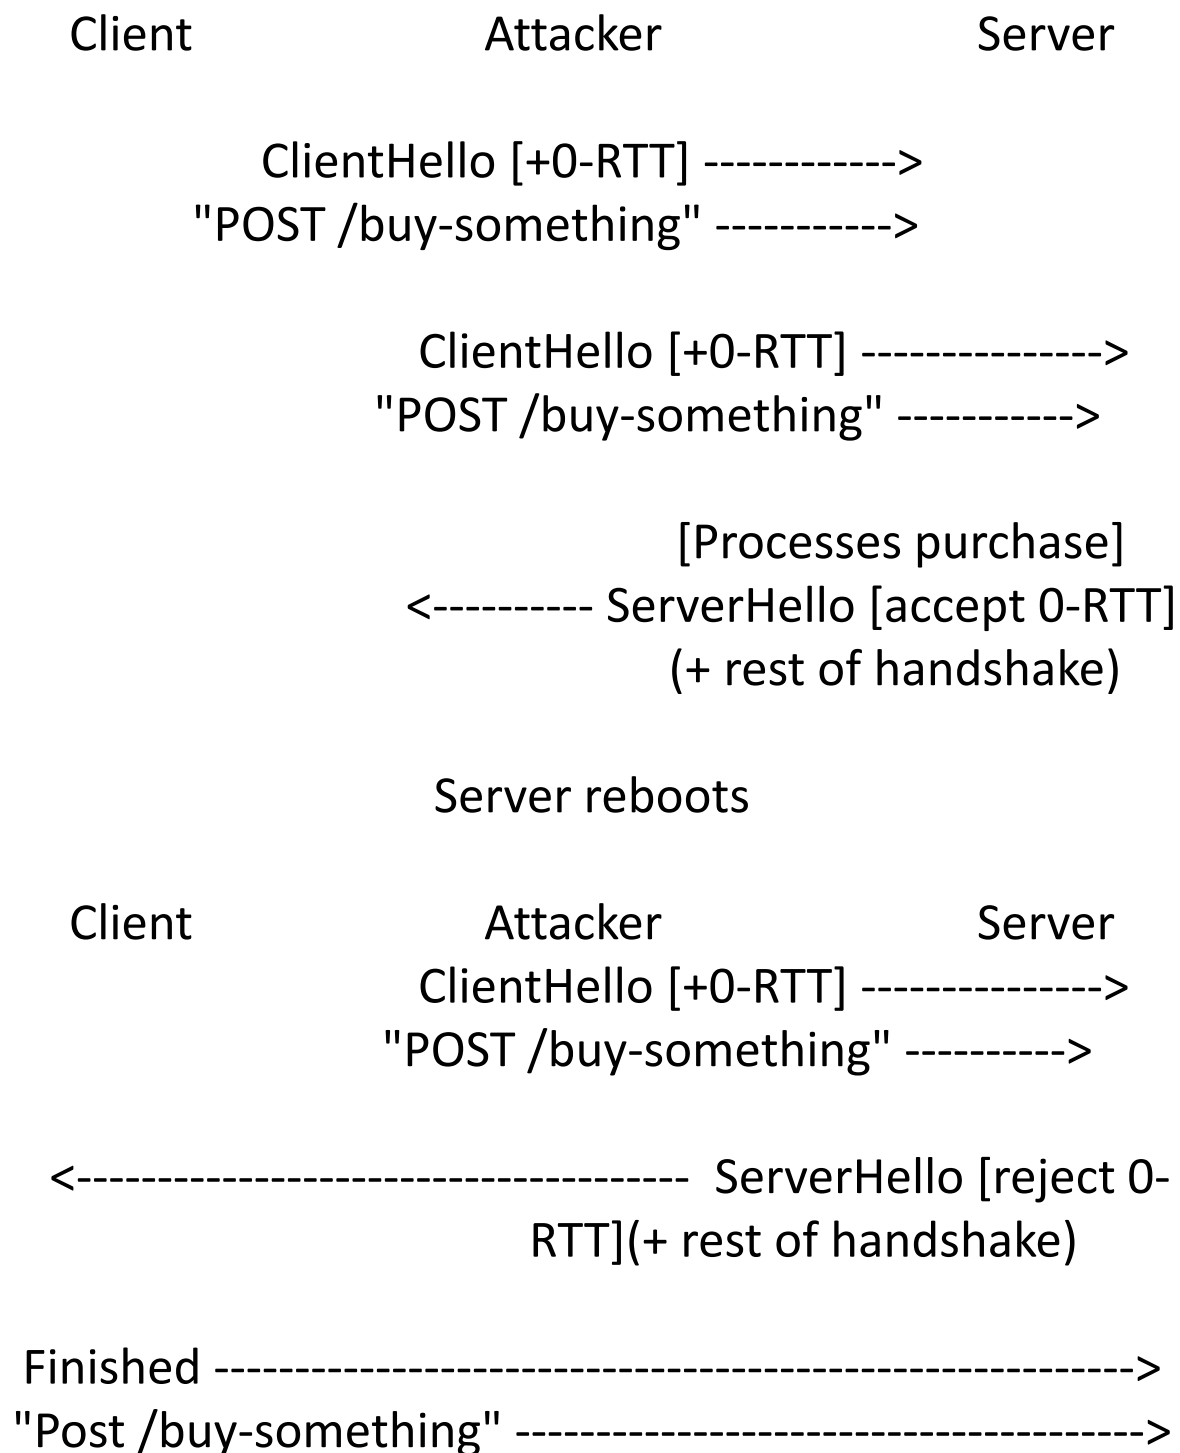 Client Attacker Server
ClientHello [+0-RTT] ------------>
"POST /buy-something" ----------->
ClientHello [+0-RTT] --------------->
"POST /buy-something" ----------->
[Processes purchase]
<---------- ServerHello [accept 0-RTT]
(+ rest of handshake)
Server reboots
Client Attacker Server
ClientHello [+0-RTT] --------------->
"POST /buy-something" ---------->
<-------------------------------------- ServerHello [reject 0-
RTT](+ rest of handshake)
Finished --------------------------------------------------------->
"Post /buy-something" --------------------------------------->